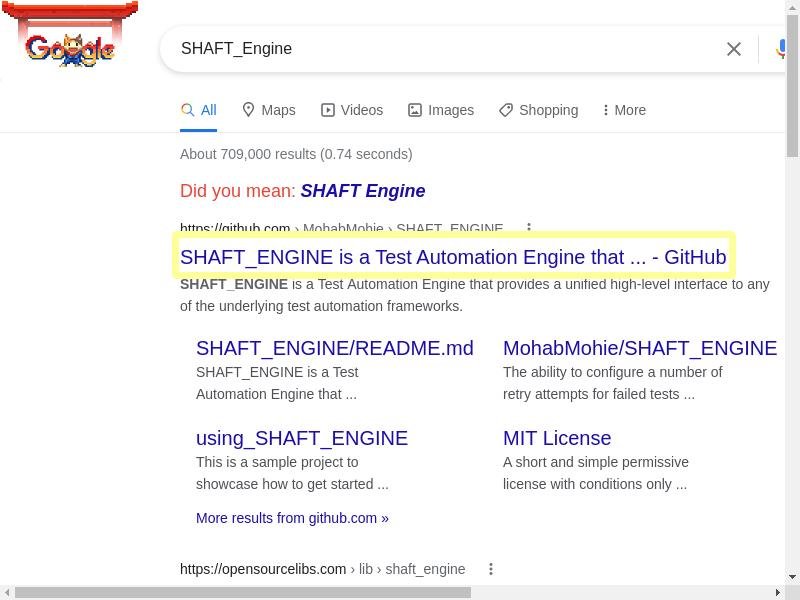 Google
SHAFT_Engine
All Maps Videos Images Shopping More
About 709,000 results (0.74 seconds)
Did you mean: SHAFT Engine
https://github.com › MohabMohie › SHAFT_ENGINE
SHAFT_ENGINE is a Test Automation Engine that ... - GitHub
SHAFT_ENGINE is a Test Automation Engine that provides a unified high-level interface to any
of the underlying test automation frameworks.
SHAFT_ENGINE/README.md
SHAFT_ENGINE is a Test
Automation Engine that ...
MohabMohie/SHAFT_ENGINE
The ability to configure a number of
retry attempts for failed tests ...
using_SHAFT_ENGINE
This is a sample project to
showcase how to get started ...
MIT License
A short and simple permissive
license with conditions only ...
More results from github.com »
https://opensourcelibs.com › lib › shaft_engine